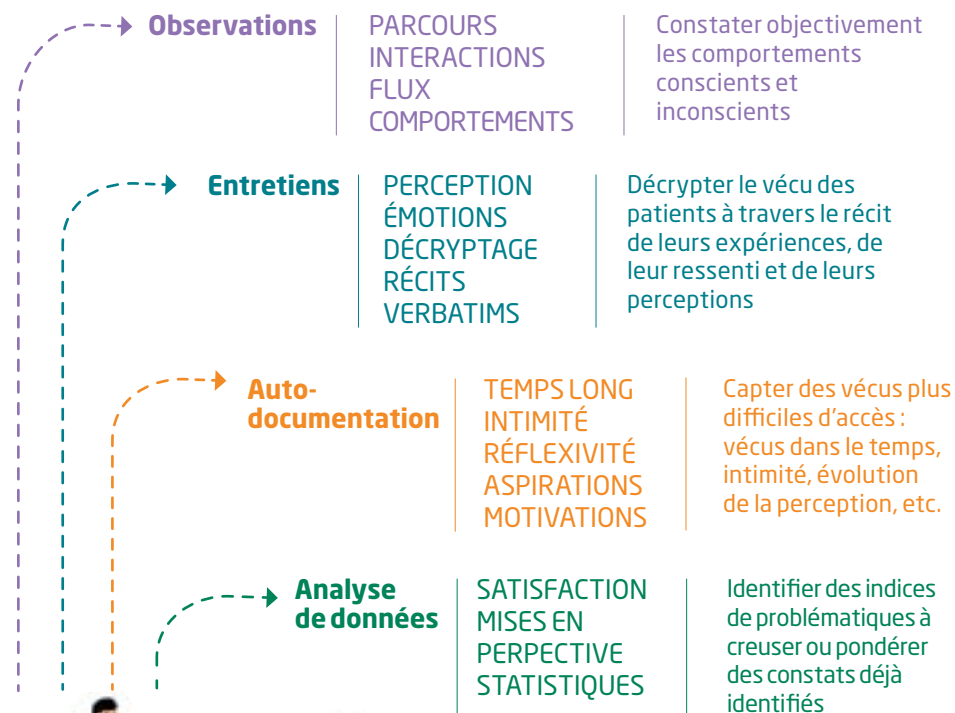 Observations
PARCOURS
INTERACTIONS
FLUX
COMPORTEMENTS
Constater objectivement
les comportements
conscients et
inconscients
Entretiens
PERCEPTION
ÉMOTIONS
DÉCRYPTAGE
RÉCITS
VERBATIMS
Décrypter le vécu des
patients à travers le récit
de leurs expériences, de
leur ressenti et de leurs
perceptions
Auto-
documentation
TEMPS LONG
INTIMITÉ
RÉFLEXIVITÉ
ASPIRATIONS
MOTIVATIONS
Capter des vécus plus
difficiles d'accès :
vécus dans le temps,
intimité, évolution
de la perception, etc.
Analyse
de données
SATISFACTION
MISES EN
PERPECTIVE
STATISTIQUES
Identifier des indices
de problématiques à
creuser ou pondérer
des constats déjà
identifiés